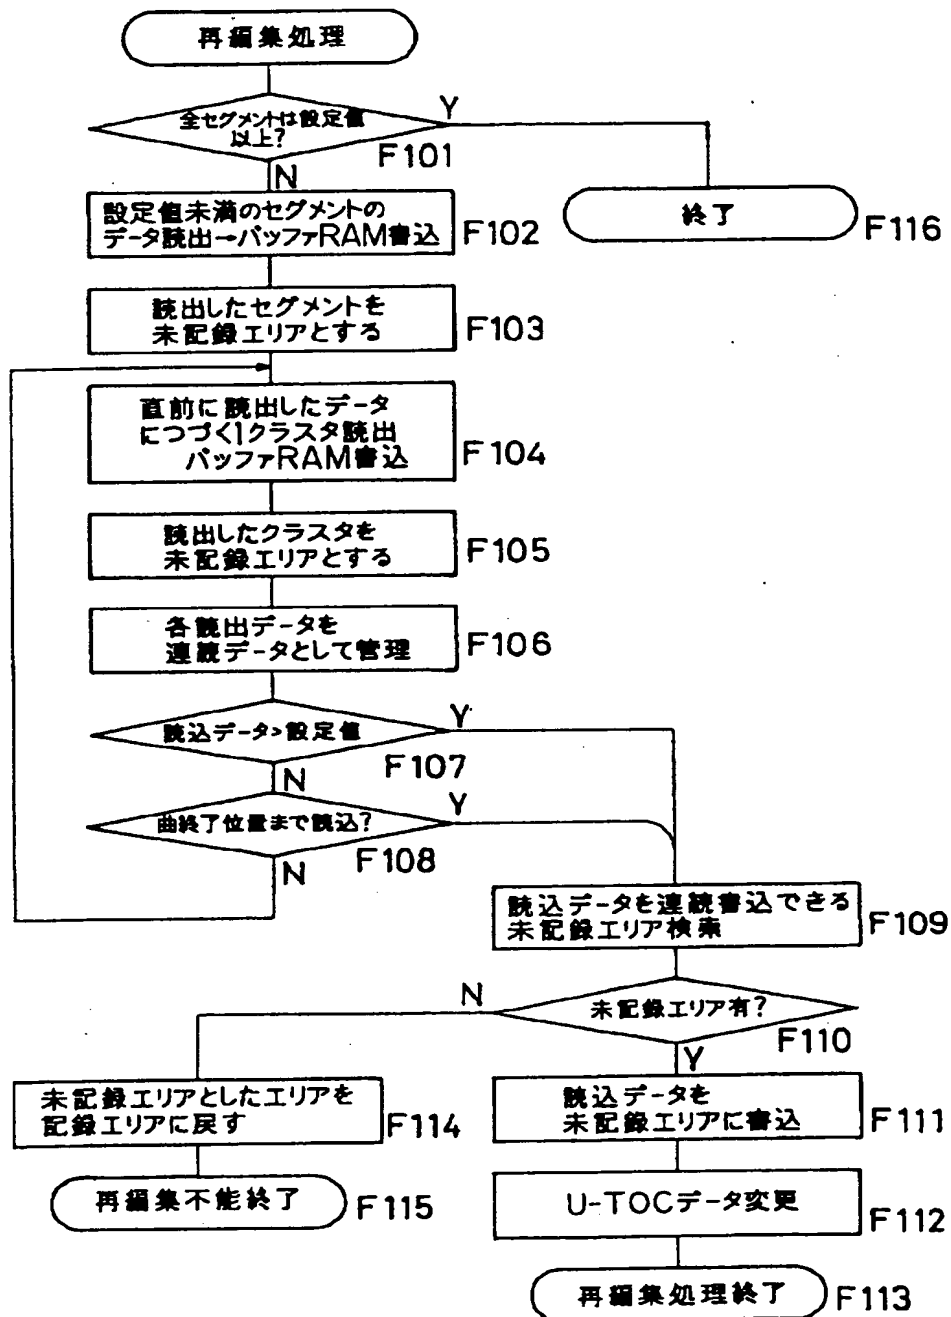 再編集処理
全セグメントは設定値
以上?
Y
F101
N
設定値未満のセグメントの
データ読出→バッファRAM書込
F102
終了
F116
読出したセグメントを
未記録エリアとする
F103
直前に読出したデータ
につづく1クラスタ読出
バッファRAM書込
F104
読出したクラスタを
未記録エリアとする
F105
各読出データを
連続データとして管理
F106
読込データ>設定値
Y
F107
N
曲終了位置まで読込?
Y
F108
N
読込データを連続書込できる
未記録エリア検索
F109
N
未記録エリア有?
F110
Y
未記録エリアとしたエリアを
記録エリアに戻す
F114
読込データを
未記録エリアに書込
F111
再編集不能終了
F115
U-TOCデータ変更
F112
再編集処理終了
F113